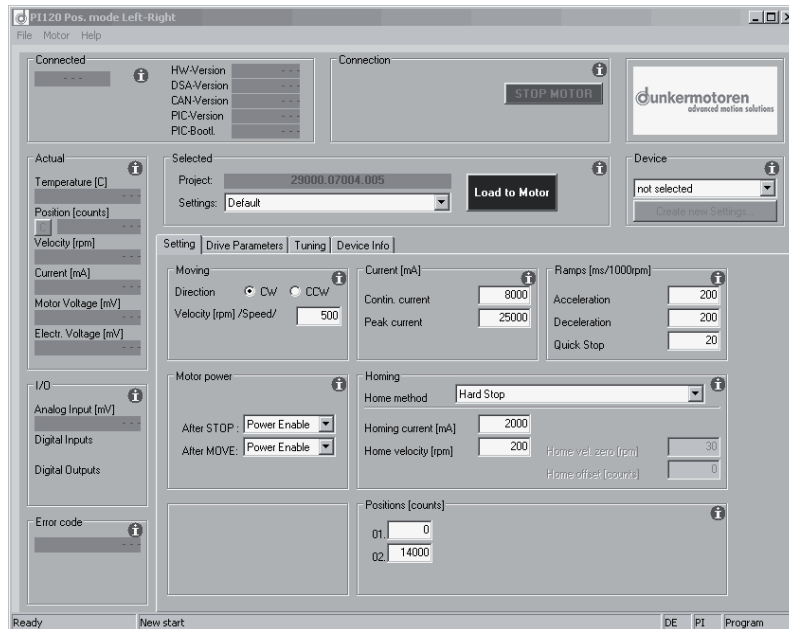 PI120 Pos. mode Left-Right
File Motor Help
Connected
- - -
HW-Version - - -
DSA-Version - - -
CAN-Version - - -
PIC-Version - - -
PIC-Bootl. - - -
Connection
STOP MOTOR
dunkermotoren
advanced motion solutions
Actual
Temperature [C]
- - -
Position [counts]
C - - -
Velocity [rpm]
- - -
Current [mA]
- - -
Motor Voltage [mV]
- - -
Electr. Voltage [mV]
- - -
Selected
Project: 29000.07004.005
Settings: Default
Load to Motor
Device
not selected
Create new Settings...
Setting Drive Parameters Tuning Device Info
Moving
Direction CW CCW
Velocity [rpm] /Speed/ 500
Current [mA]
Contin. current 8000
Peak current 25000
Ramps [ms/1000rpm]
Acceleration 200
Deceleration 200
Quick Stop 20
I/O
Analog Input [mV]
- - -
Digital Inputs
Digital Outputs
Motor power
After STOP : Power Enable
After MOVE: Power Enable
Homing
Home method Hard Stop
Homing current [mA] 2000
Home velocity [rpm] 200
Home vel. zero [rpm] 30
Home offset [counts] 0
Error code
- - -
Positions [counts]
01. 0
02. 14000
Ready New start DE PI Program